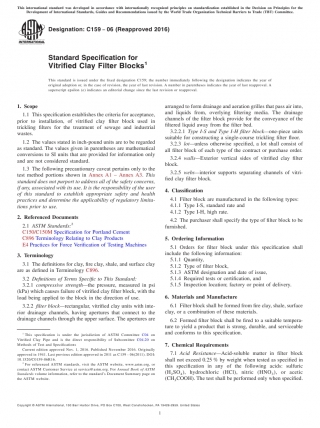 This international standard was developed in accordance with internationally recognized principles on standardization established in the Decision on Principles for the
Development of International Standards, Guides and Recommendations issued by the World Trade Organization Technical Barriers to Trade (TBT) Committee.
Designation: C159 − 06 (Reapproved 2016)
Standard Specification for
Vitrified Clay Filter Blocks¹
This standard is issued under the fixed designation C159; the number immediately following the designation indicates the year of
original adoption or, in the case of revision, the year of last revision. A number in parentheses indicates the year of last reapproval. A
superscript epsilon (ε) indicates an editorial change since the last revision or reapproval.
1. Scope
1.1 This specification establishes the criteria for acceptance,
prior to installation, of vitrified clay filter block used in
trickling filters for the treatment of sewage and industrial
wastes.
1.2 The values stated in inch-pound units are to be regarded
as standard. The values given in parentheses are mathematical
conversions to SI units that are provided for information only
and are not considered standard.
1.3 The following precautionary caveat pertains only to the
test method portions shown in Annex A1 – Annex A5. This
standard does not purport to address all of the safety concerns,
if any, associated with its use. It is the responsibility of the user
of this standard to establish appropriate safety and health
practices and determine the applicability of regulatory limita-
tions prior to use.
2. Referenced Documents
2.1 ASTM Standards:²
C150/C150M Specification for Portland Cement
C896 Terminology Relating to Clay Products
E4 Practices for Force Verification of Testing Machines
3. Terminology
3.1 The definitions for clay, fire clay, shale, and surface clay
are as defined in Terminology C896.
3.2 Definitions of Terms Specific to This Standard:
3.2.1 compressive strength—the pressure, measured in psi
(kPa) which causes failure of vitrified clay filter block, with the
load being applied to the block in the direction of use.
3.2.2 filter block—rectangular, vitrified clay units with inte-
rior drainage channels, having apertures that connect to the
drainage channels through the upper surface. The apertures are
¹ This specification is under the jurisdiction of ASTM Committee C04 on
Vitrified Clay Pipe and is the direct responsibility of Subcommittee C04.20 on
Methods of Test and Specifications.
Current edition approved Nov. 1, 2016. Published November 2016. Originally
² For referenced ASTM standards, visit the ASTM website, www.astm.org, or
contact ASTM Customer Service at service@astm.org. For Annual Book of ASTM
Standards volume information, refer to the standard's Document Summary page on
the ASTM website.
arranged to form drainage and aeration grilles that pass air into,
and liquids from, overlying filtering media. The drainage
channels of the filter block provide for the conveyance of the
filtered liquid away from the filter bed.
3.2.2.1 Type I-S and Type I-H filter block—one-piece units
suitable for constructing a single-course trickling filter floor.
3.2.3 lot—unless otherwise specified, a lot shall consist of
all filter block of each type of the contract or purchase order.
3.2.4 walls—Exterior vertical sides of vitrified clay filter
block.
3.2.5 webs—interior supports separating channels of vitri-
fied clay filter block.
4. Classification
4.1 Filter block are manufactured in the following types:
4.1.1 Type I-S, standard rate and
4.1.2 Type I-H, high rate.
4.2 The purchaser shall specify the type of filter block to be
furnished.
5. Ordering Information
5.1 Orders for filter block under this specification shall
include the following information:
5.1.1 Quantity,
5.1.2 Type of filter block,
5.1.3 ASTM designation and date of issue,
5.1.4 Required tests or certification, and
5.1.5 Inspection location, factory or point of delivery.
6. Materials and Manufacture
6.1 Filter block shall be formed from fire clay, shale, surface
clay, or a combination of these materials.
6.2 Formed filter block shall be fired to a suitable tempera-
ture to yield a product that is strong, durable, and serviceable
and conforms to this specification.
7. Chemical Requirements
7.1 Acid Resistance—Acid-soluble matter in filter block
shall not exceed 0.25 % by weight when tested as specified in
this specification in any of the following acids: sulfuric
(H₂SO₄), hydrochloric (HCl), nitric (HNO₃), or acetic
(CH₃COOH). The test shall be performed only when specified.
Copyright © ASTM International, 100 Barr Harbor Drive, PO Box C700, West Conshohocken, PA 19428-2959. United States
1